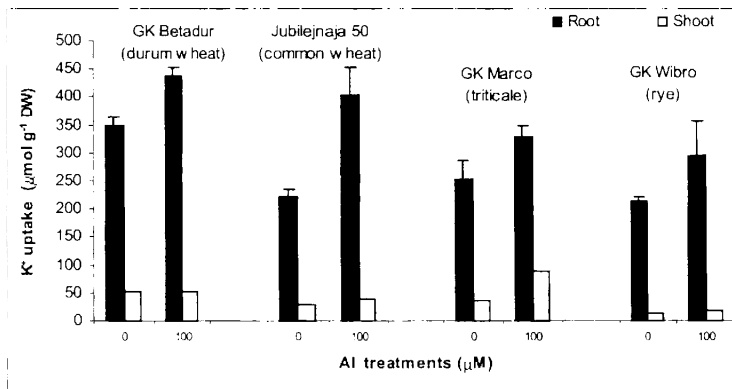 Root Shoot
GK Betadur
(durum wheat)
Jubilejnaja 50
(common wheat)
GK Marco
(triticale)
GK Wibro
(rye)
500
450
400
350
300
250
200
150
100
50
0
K⁺ uptake (μmol g⁻¹ DW)
0 100 0 100 0 100 0 100
Al treatments (μM)